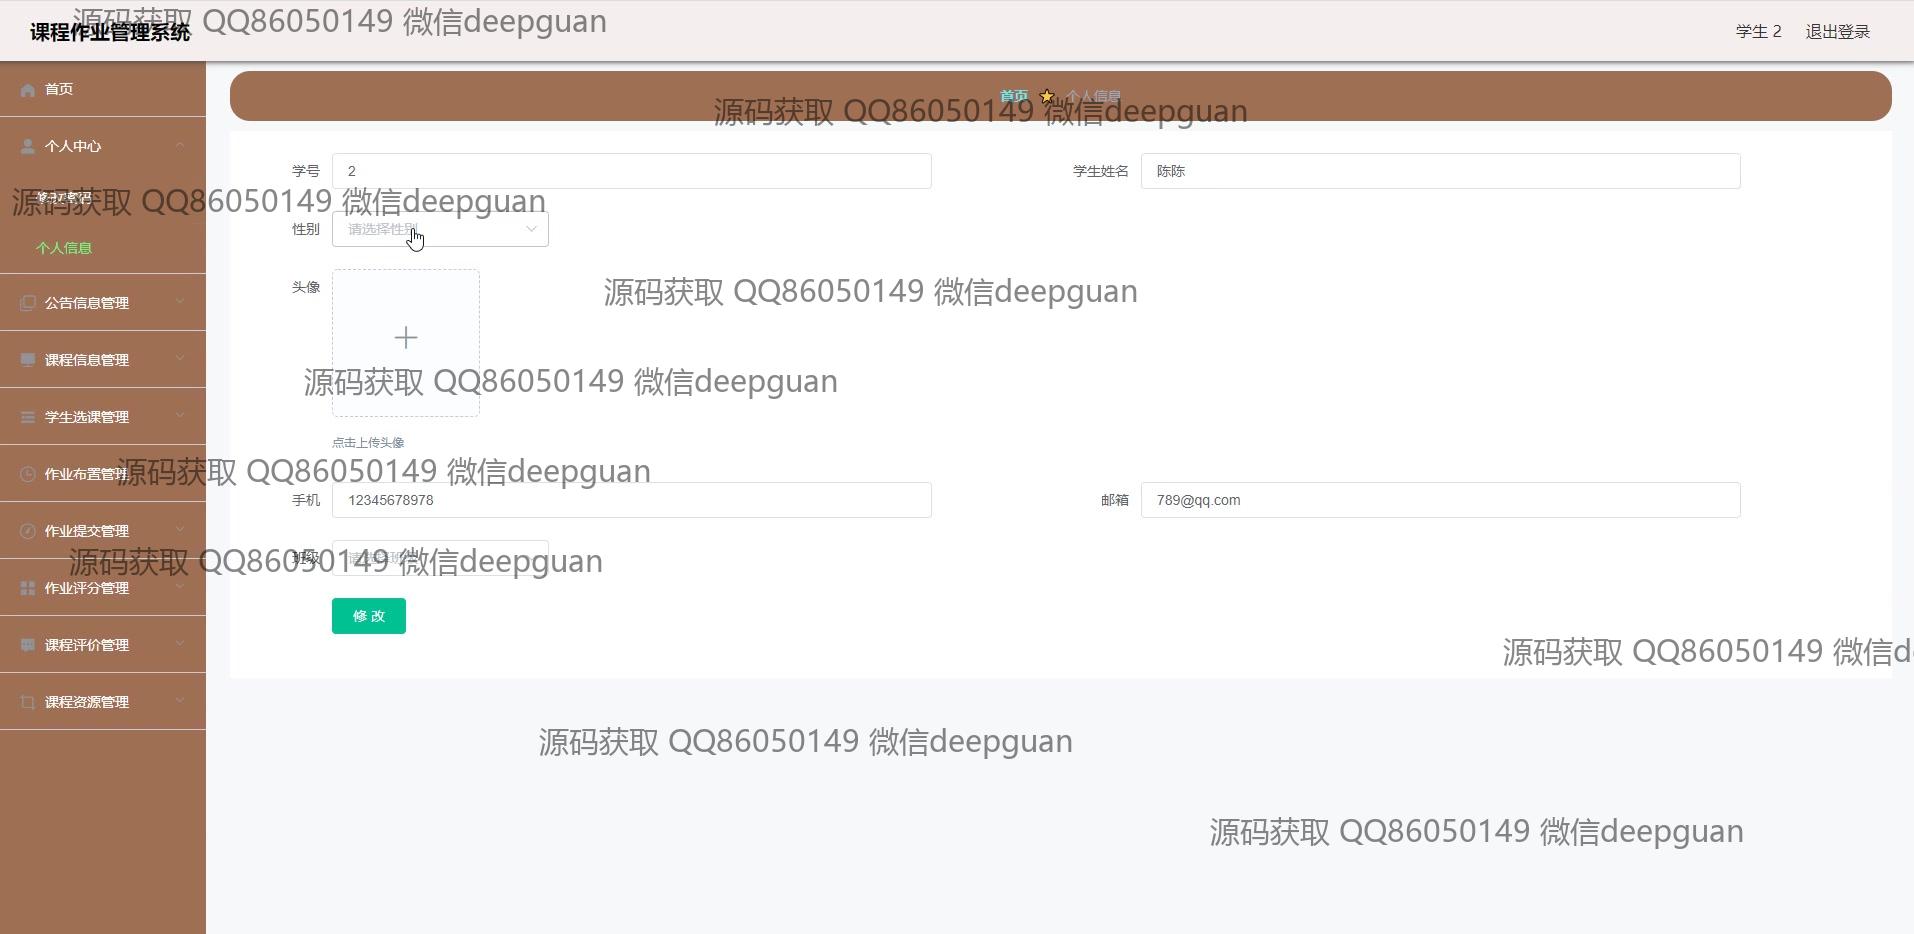 课程作业管理系统
源码获取 QQ86050149 微信deepguan
学生 2
退出登录
首页
个人中心
修改密码
个人信息
公告信息管理
课程信息管理
学生选课管理
作业布置管理
作业提交管理
作业评分管理
课程评价管理
课程资源管理
首页
个人信息
源码获取 QQ86050149 微信deepguan
学号
2
学生姓名
陈陈
源码获取 QQ86050149 微信deepguan
性别
请选择性别
头像
源码获取 QQ86050149 微信deepguan
源码获取 QQ86050149 微信deepguan
点击上传头像
源码获取 QQ86050149 微信deepguan
手机
12345678978
邮箱
789@qq.com
班级
请选择班级
源码获取 QQ86050149 微信deepguan
修 改
源码获取 QQ86050149 微信d
源码获取 QQ86050149 微信deepguan
源码获取 QQ86050149 微信deepguan